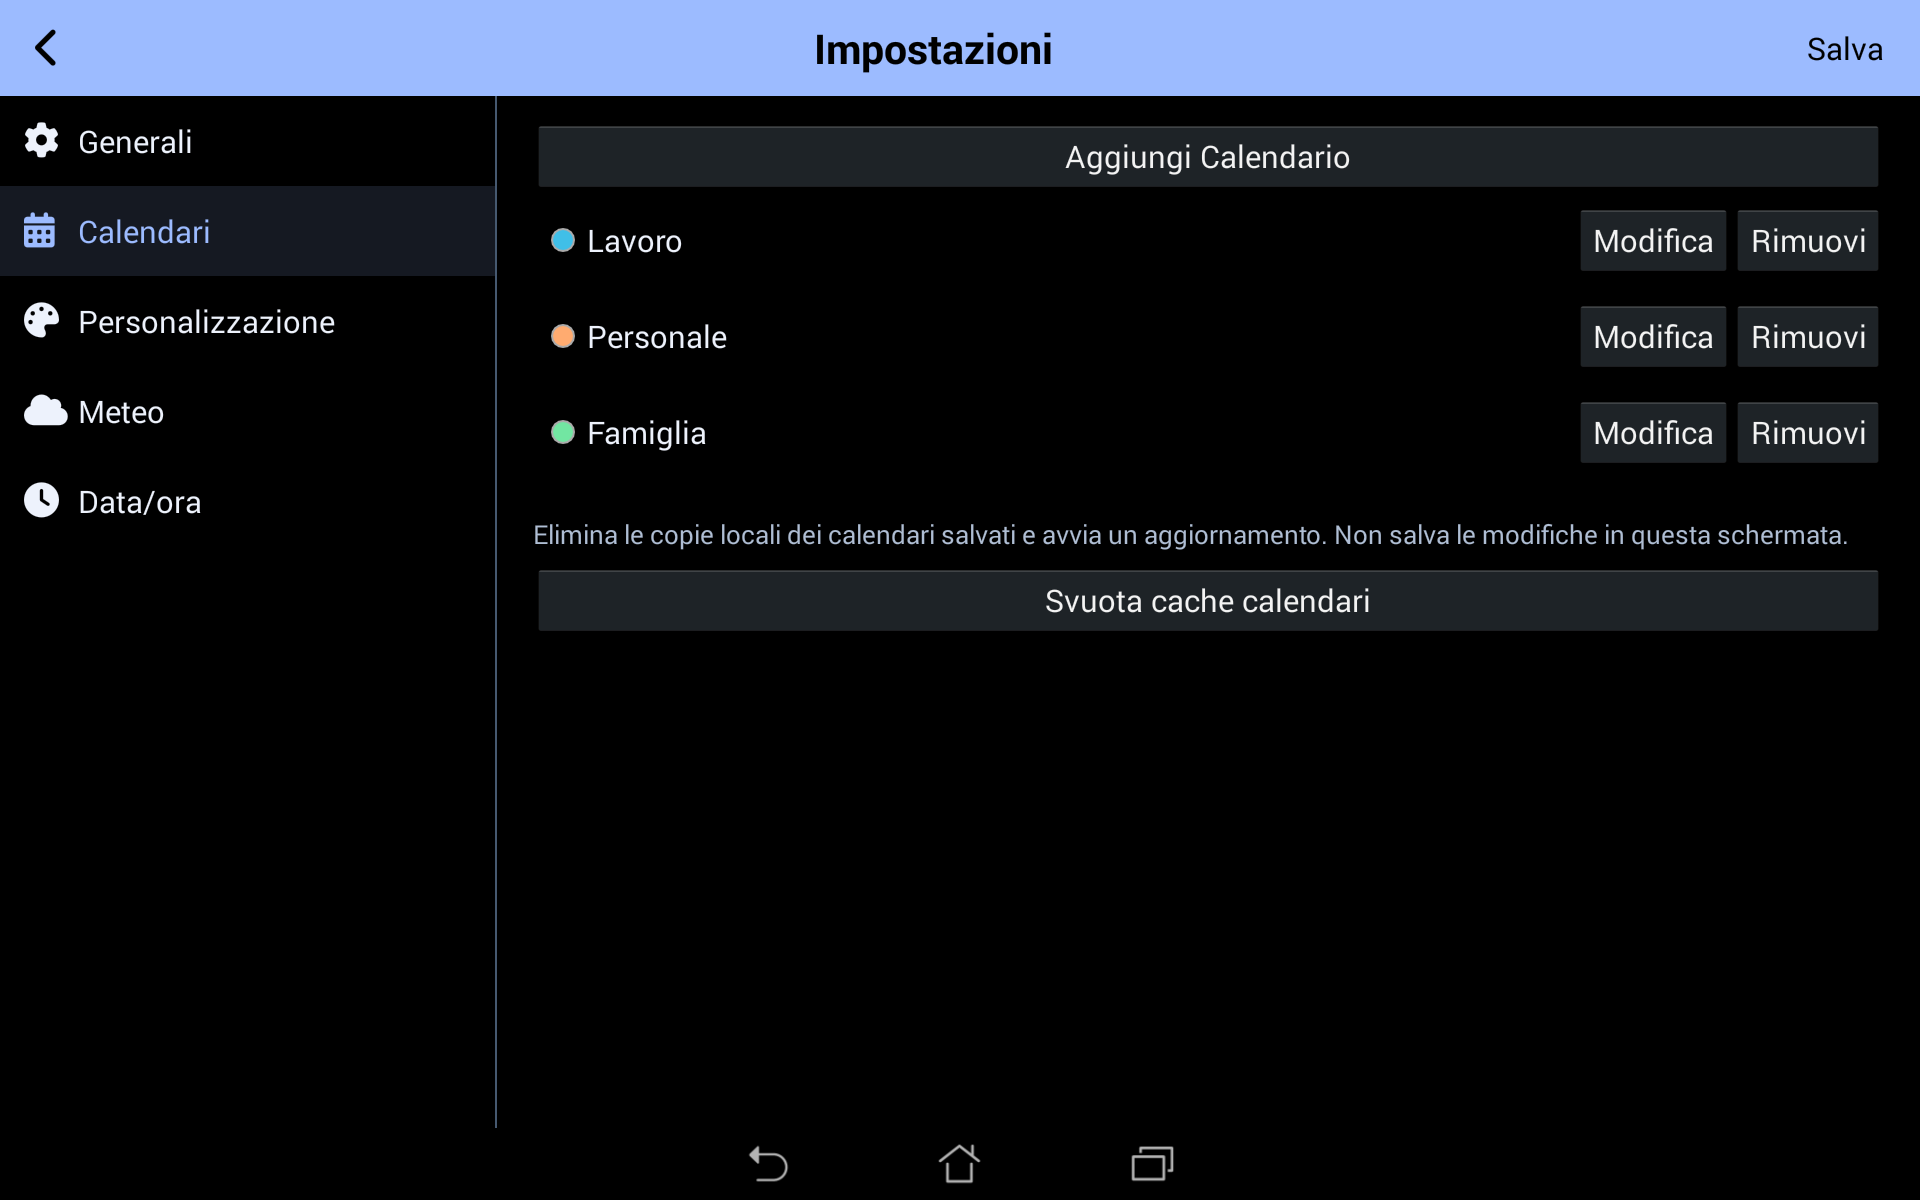 Impostazioni
Salva
Generali
Calendari
Personalizzazione
Meteo
Data/ora
Aggiungi Calendario
Lavoro Modifica Rimuovi
Personale Modifica Rimuovi
Famiglia Modifica Rimuovi
Elimina le copie locali dei calendari salvati e avvia un aggiornamento. Non salva le modifiche in questa schermata.
Svuota cache calendari